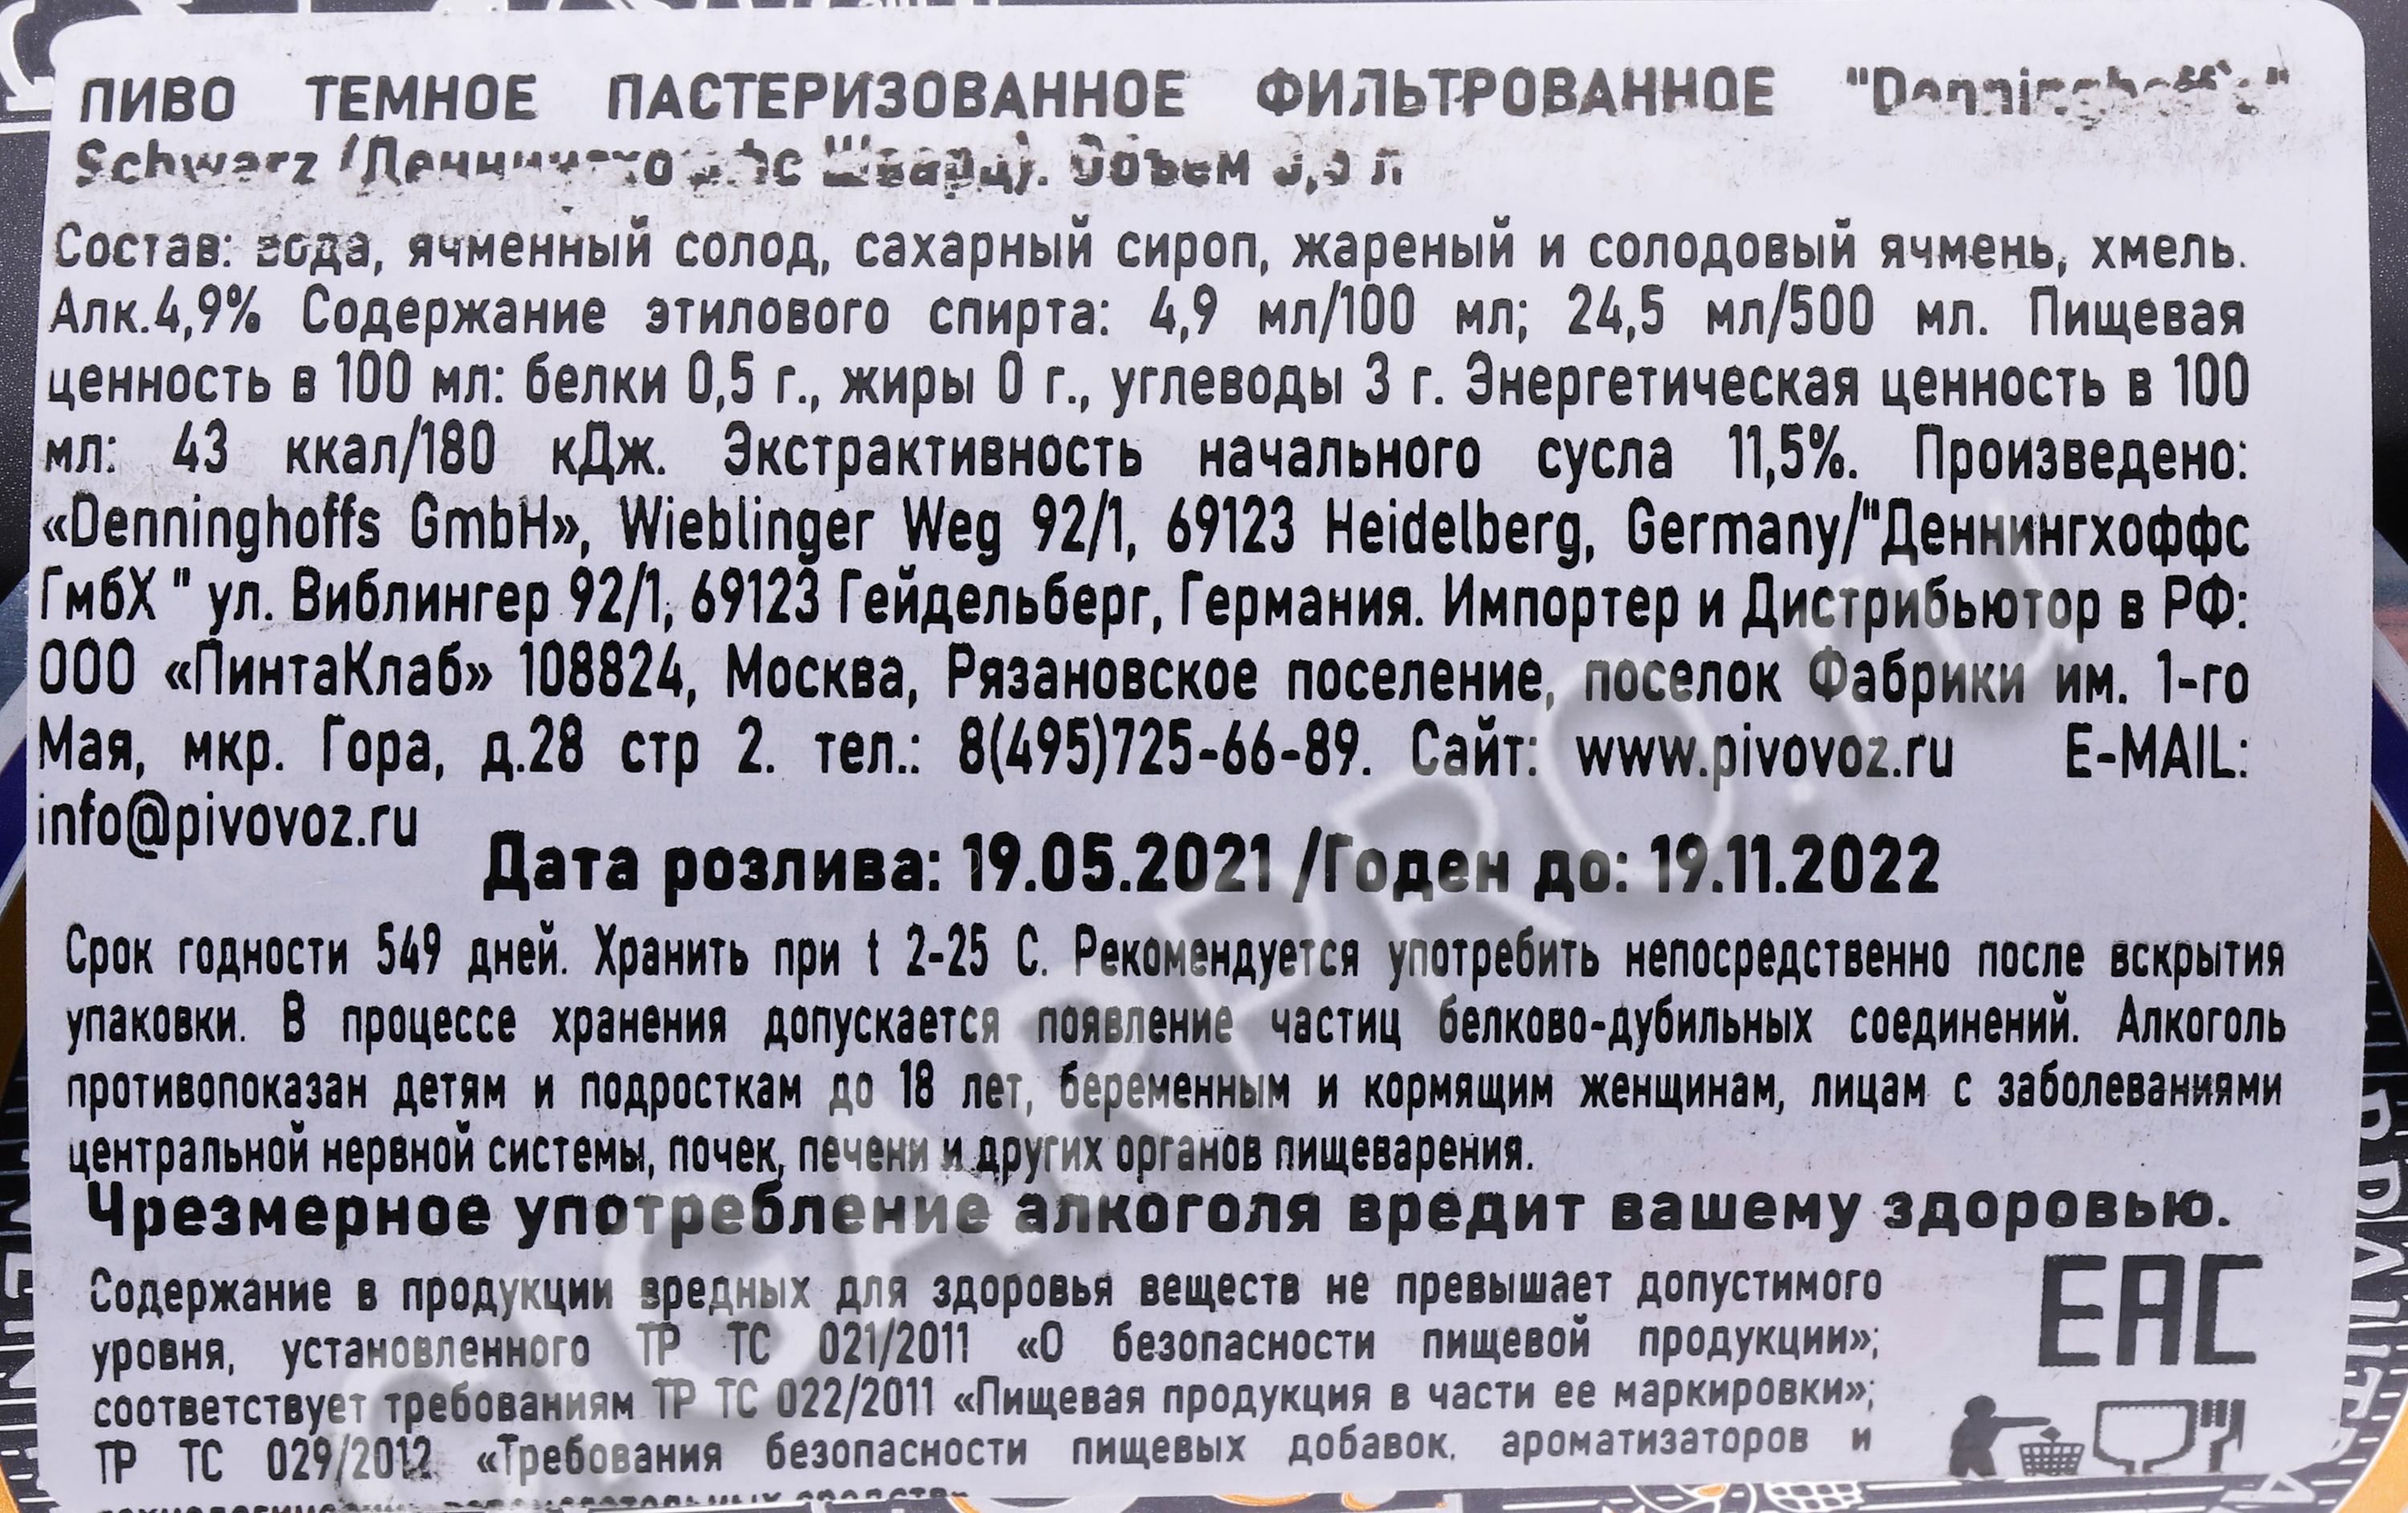 ПИВО ТЕМНОЕ ПАСТЕРИЗОВАННОЕ ФИЛЬТРОВАННОЕ
Schwarz Объем
Состав: вода, ячменный солод, сахарный сироп, жареный и солодовый ячмень, хмель.
Алк.4,9% Содержание этилового спирта: 4,9 мл/100 мл; 24,5 мл/500 мл. Пищевая
ценность в 100 мл: белки 0,5 г., жиры 0 г., углеводы 3 г. Энергетическая ценность в 100
мл: 43 ккал/180 кДж. Экстрактивность начального сусла 11,5%. Произведено:
«Denninghoffs GmbH», Wieblinger Weg 92/1, 69123 Heidelberg, Germany/"Деннингхоффс
ГмбХ " ул. Виблингер 92/1, 69123 Гейдельберг, Германия. Импортер и Дистрибьютор в РФ:
ООО «ПинтаКлаб» 108824, Москва, Рязановское поселение, поселок Фабрики им. 1-го
Мая, мкр. Гора, д.28 стр 2. тел.: 8(495)725-66-89. Сайт: www.pivovoz.ru E-MAIL:
info@pivovoz.ru
Дата розлива: 19.05.2021 /Годен до: 19.11.2022
Срок годности 549 дней. Хранить при t 2-25 С. Рекомендуется употребить непосредственно после вскрытия
упаковки. В процессе хранения допускается появление частиц белково-дубильных соединений. Алкоголь
противопоказан детям и подросткам до 18 лет, беременным и кормящим женщинам, лицам с заболеваниями
центральной нервной системы, почек, печени и других органов пищеварения.
Чрезмерное употребление алкоголя вредит вашему здоровью.
Содержание в продукции вредных для здоровья веществ не превышает допустимого
уровня, установленного ТР ТС 021/2011 «О безопасности пищевой продукции»;
соответствует требованиям ТР ТС 022/2011 «Пищевая продукция в части ее маркировки»;
ТР ТС 029/2012 «Требования безопасности пищевых добавок, ароматизаторов и
EAC
CIGARPRO.ru